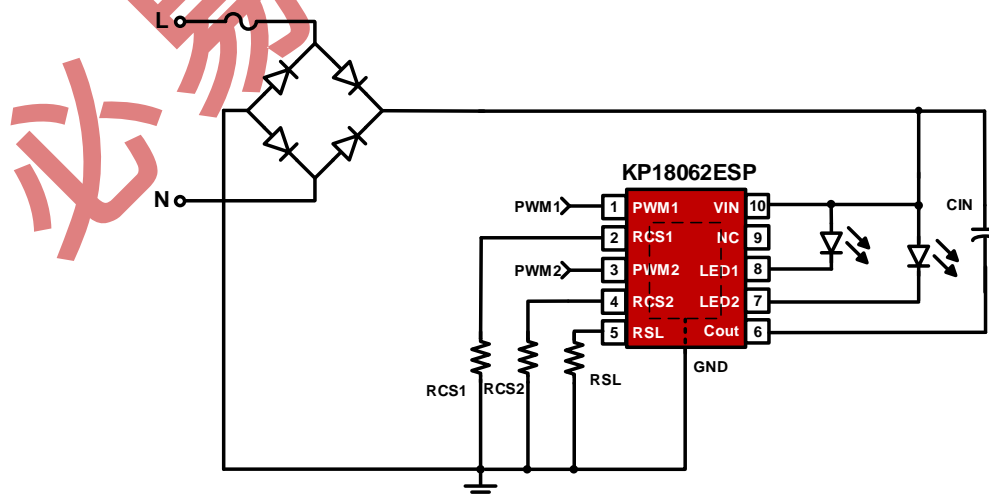 必易
L
N
KP18062ESP
PWM1
1
PWM1
VIN
10
2
RCS1
NC
9
PWM2
3
PWM2
LED1
8
4
RCS2
LED2
7
5
RSL
Cout
6
CIN
GND
RCS1
RCS2
RSL